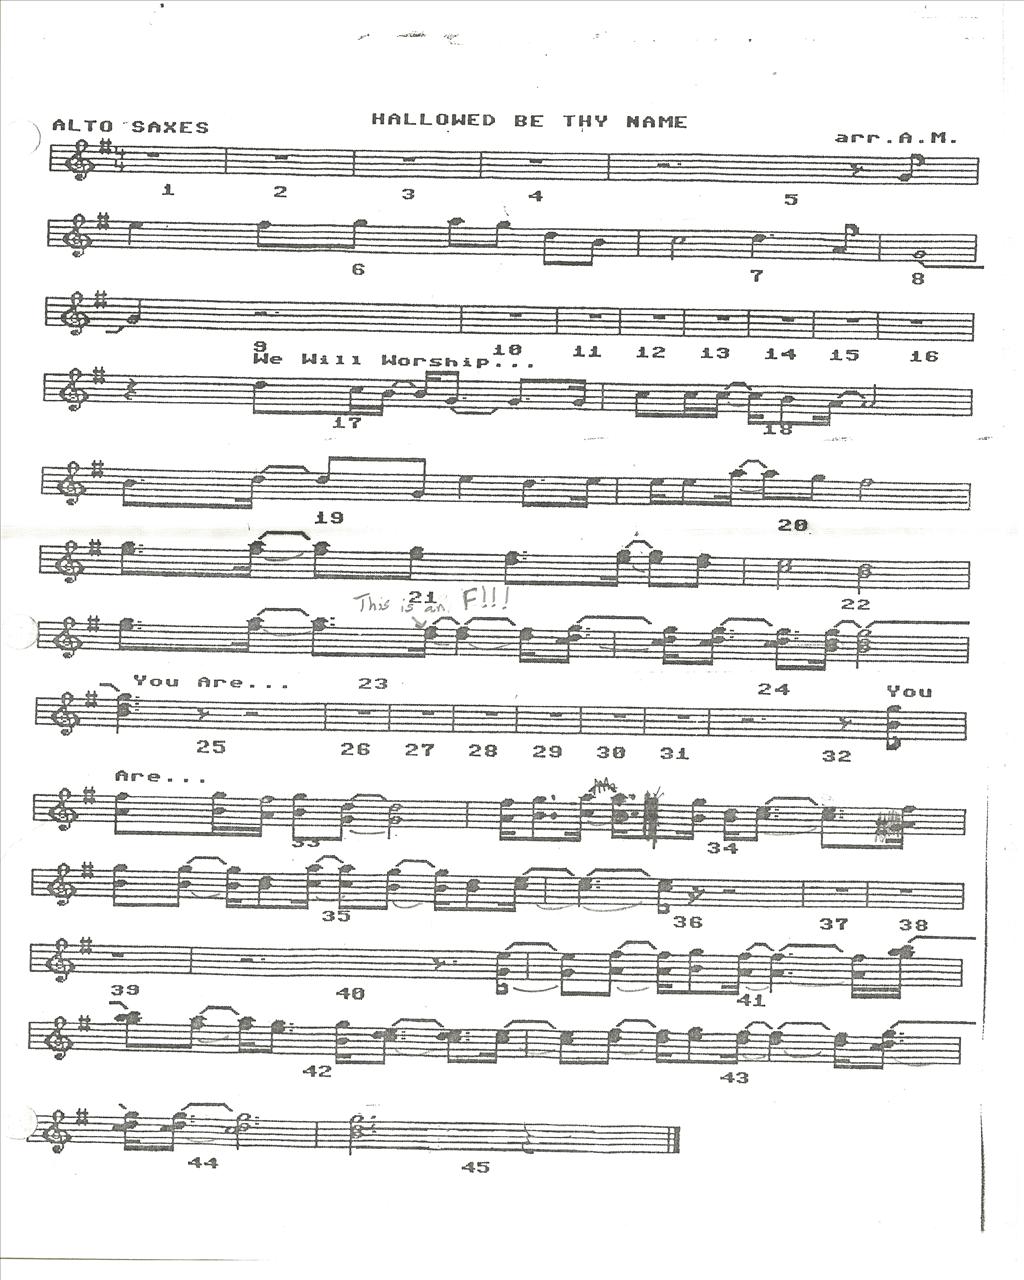 HALLOWED BE THY NAME
ALTO SAXES
arr.A.M.
4
4
1 2 3 4 5
6 7 8
9 10 11 12 13 14 15 16
We Will Worship...
17 18
19 20
21 22
This is an F!!!
23 24
You Are... You
25 26 27 28 29 30 31 32
Are...
33 34
35 36 37 38
39 40 41
42 43
44 45